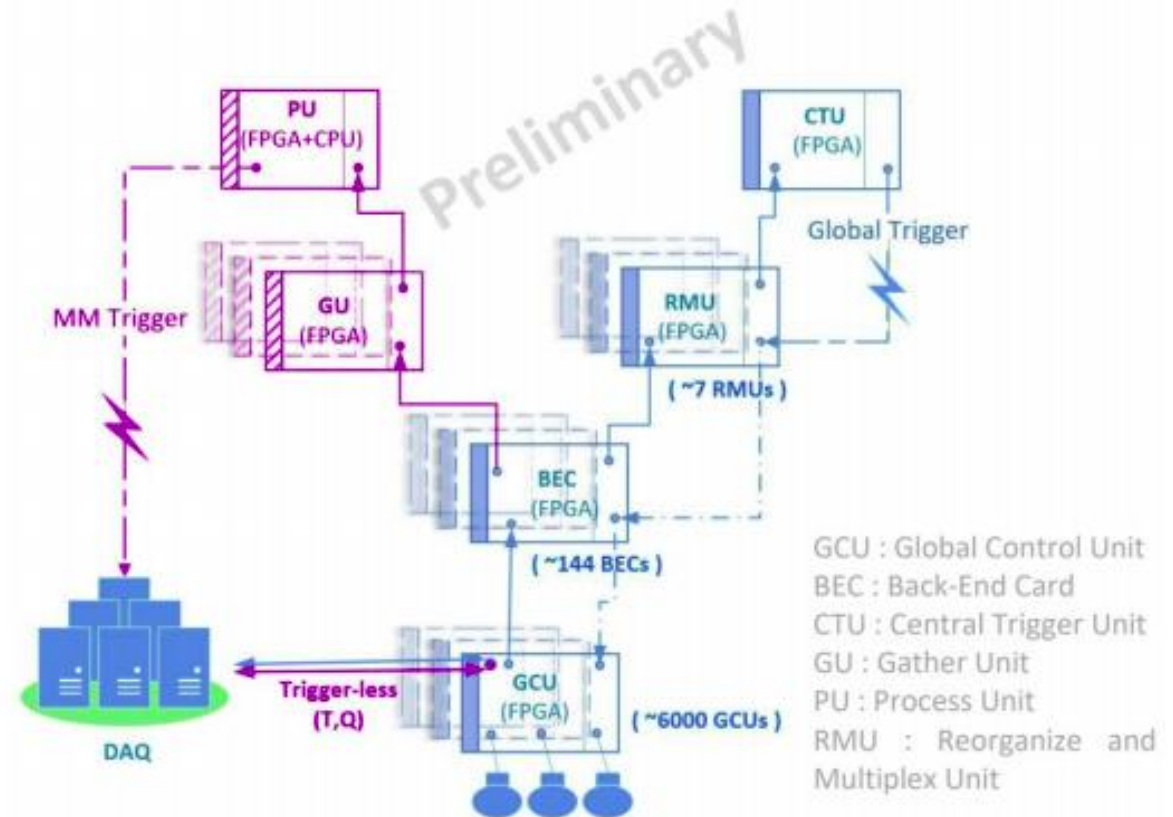 Preliminary
PU
(FPGA+CPU)
CTU
(FPGA)
Global Trigger
MM Trigger
GU
(FPGA)
RMU
(FPGA)
( ~7 RMUs )
BEC
(FPGA)
( ~144 BECs )
GCU
(FPGA)
( ~6000 GCUs )
Trigger-less
(T,Q)
DAQ
GCU : Global Control Unit
BEC : Back-End Card
CTU : Central Trigger Unit
GU : Gather Unit
PU : Process Unit
RMU : Reorganize and
Multiplex Unit